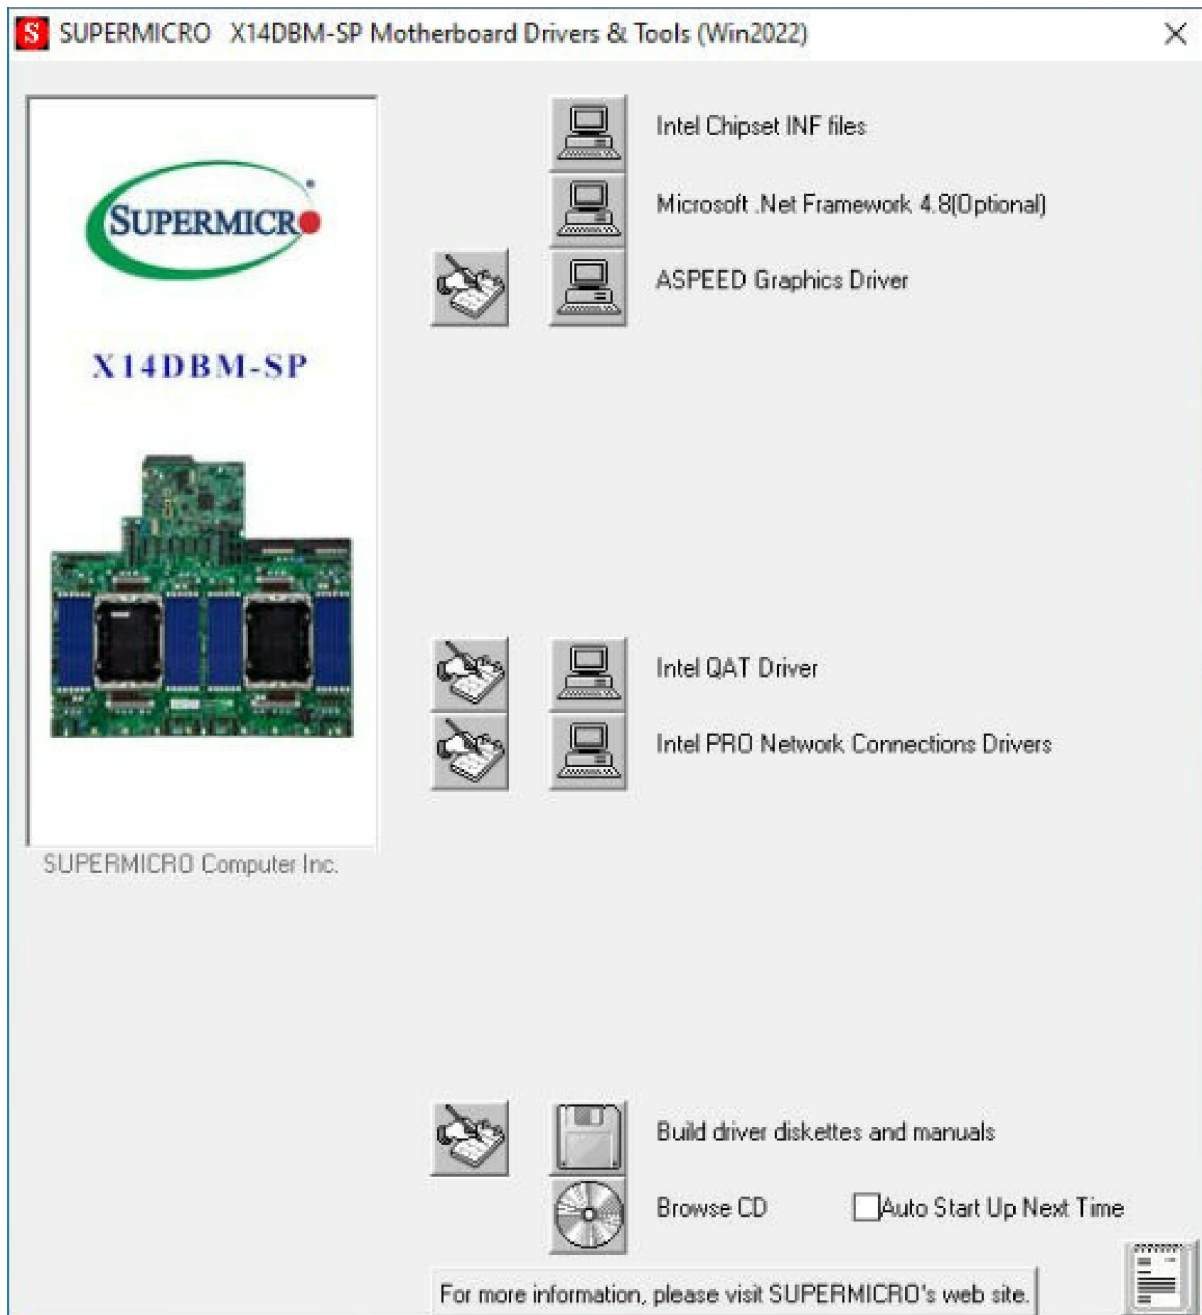 S SUPERMICRO X14DBM-SP Motherboard Drivers & Tools (Win2022)
SUPERMICRO
X14DBM-SP
SUPERMICRO Computer Inc.
Intel Chipset INF files
Microsoft .Net Framework 4.8(Optional)
ASPEED Graphics Driver
Intel QAT Driver
Intel PRO Network Connections Drivers
Build driver diskettes and manuals
Browse CD Auto Start Up Next Time
For more information, please visit SUPERMICRO's web site.